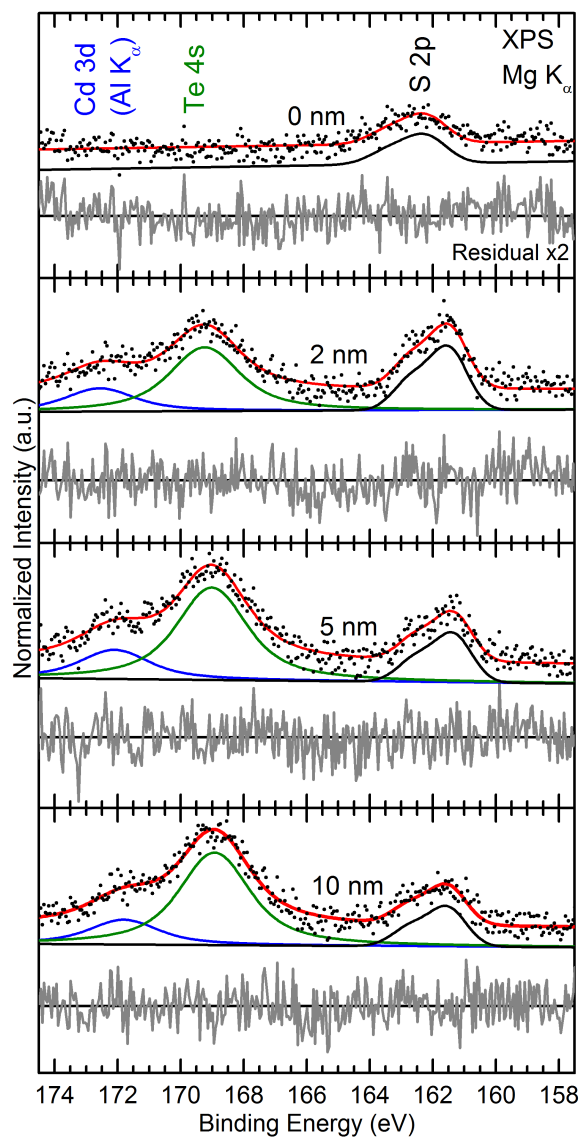 Cd 3d
(Al Kα)
Te 4s
S 2p
XPS
Mg Kα
0 nm
Residual x2
2 nm
5 nm
10 nm
Normalized Intensity (a.u.)
174 172 170 168 166 164 162 160 158
Binding Energy (eV)